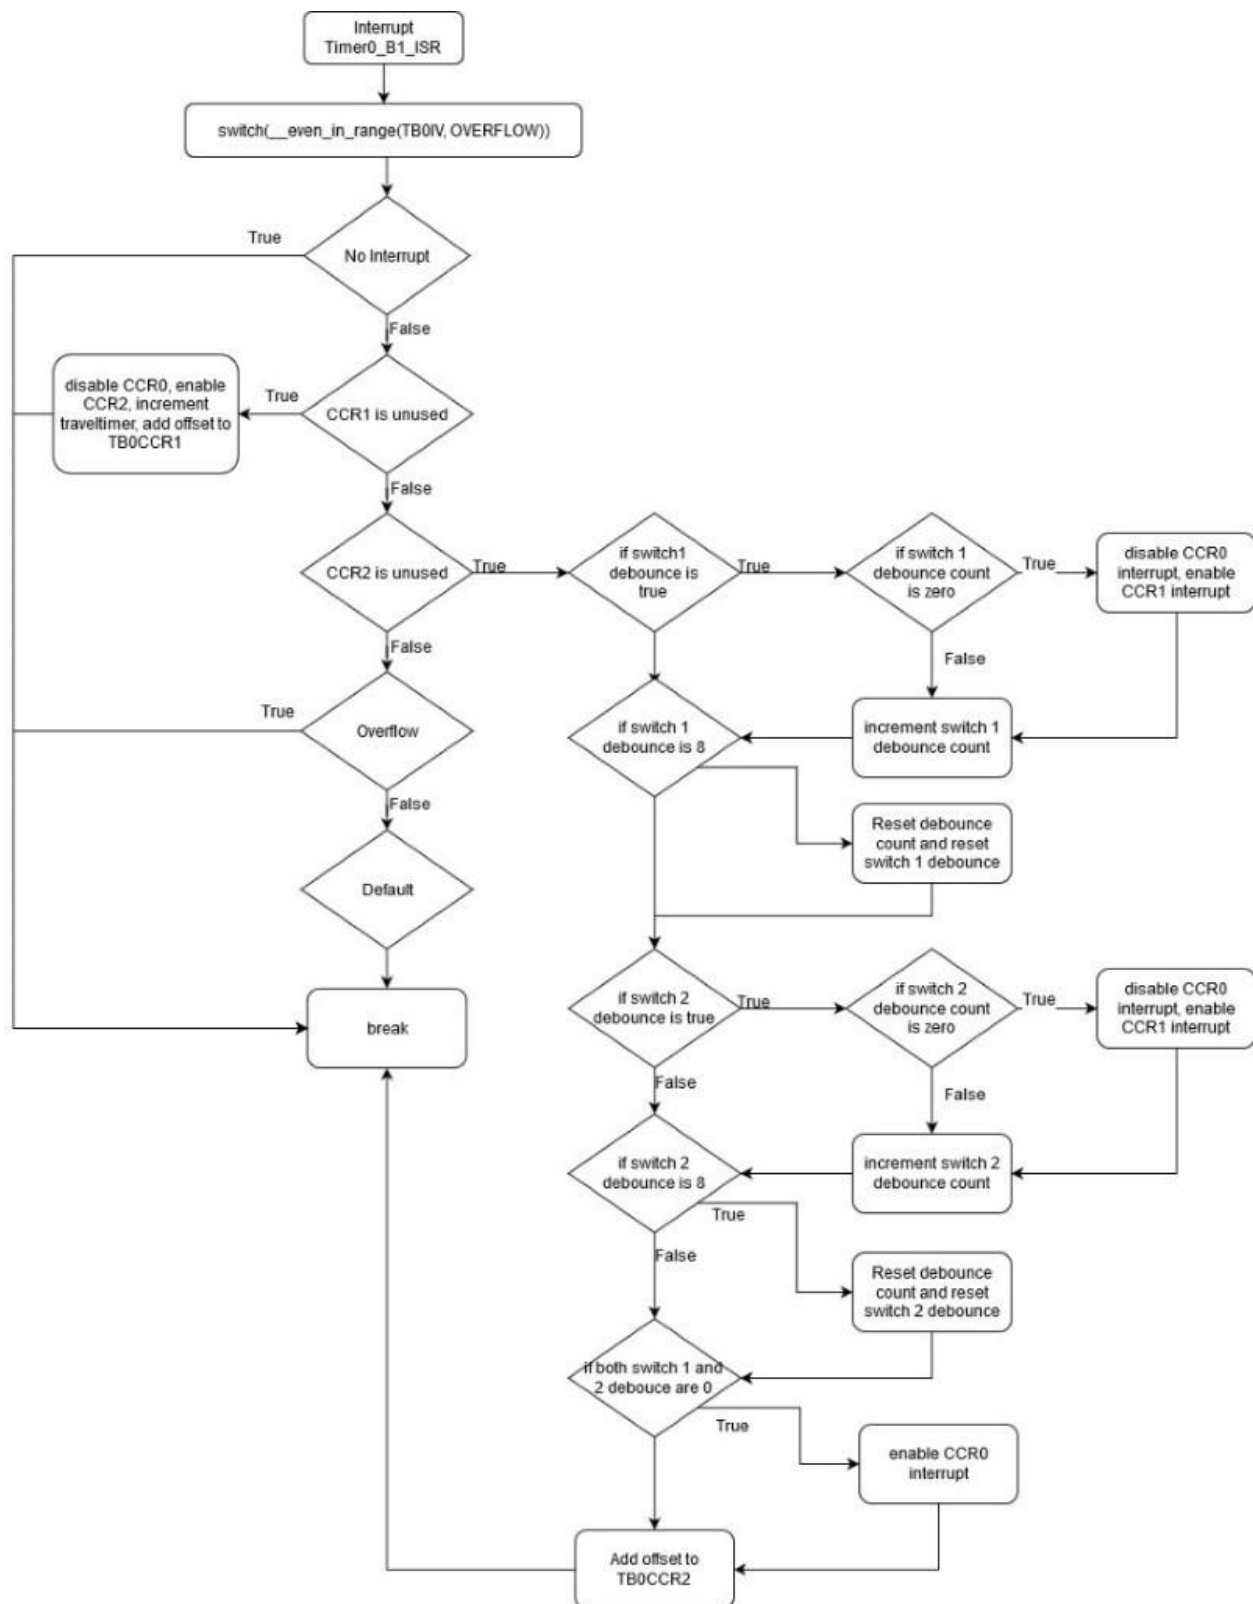 Interrupt
Timer0_B1_ISR
switch(__even_in_range(TB0IV, OVERFLOW))
True
No Interrupt
False
disable CCR0, enable
CCR2, increment
traveltimer, add offset to
TB0CCR1
True
CCR1 is unused
False
CCR2 is unused
True
if switch1
debounce is
true
True
if switch 1
debounce count
is zero
True
disable CCR0
interrupt, enable
CCR1 interrupt
False
False
True
Overflow
if switch 1
debounce is 8
increment switch 1
debounce count
False
Reset debounce
count and reset
switch 1 debounce
Default
break
if switch 2
debounce is true
True
if switch 2
debounce count
is zero
True
disable CCR0
interrupt, enable
CCR1 interrupt
False
False
if switch 2
debounce is 8
increment switch 2
debounce count
True
False
Reset debounce
count and reset
switch 2 debounce
if both switch 1 and
2 debouce are 0
True
enable CCR0
interrupt
Add offset to
TB0CCR2